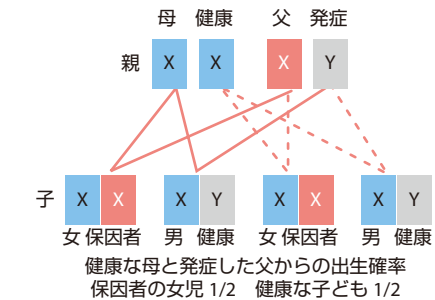 母 健康 父 発症
親 X X X Y
子 X X X Y X X X Y
女 保因者 男 健康 女 保因者 男 健康
健康な母と発症した父からの出生確率
保因者の女児 1/2 健康な子ども 1/2